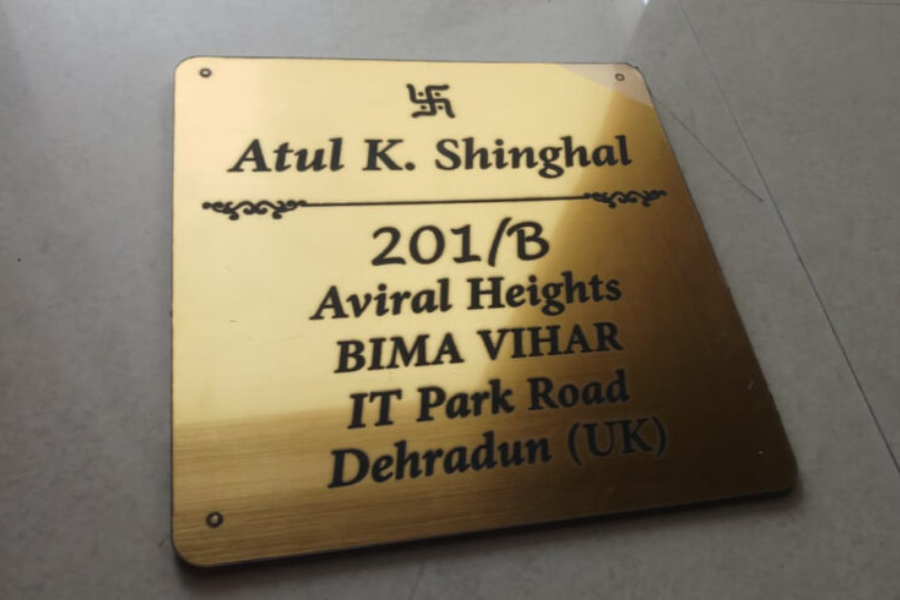 Atul K. Shinghal
201/B
Aviral Heights
BIMA VIHAR
IT Park Road
Dehradun (UK)